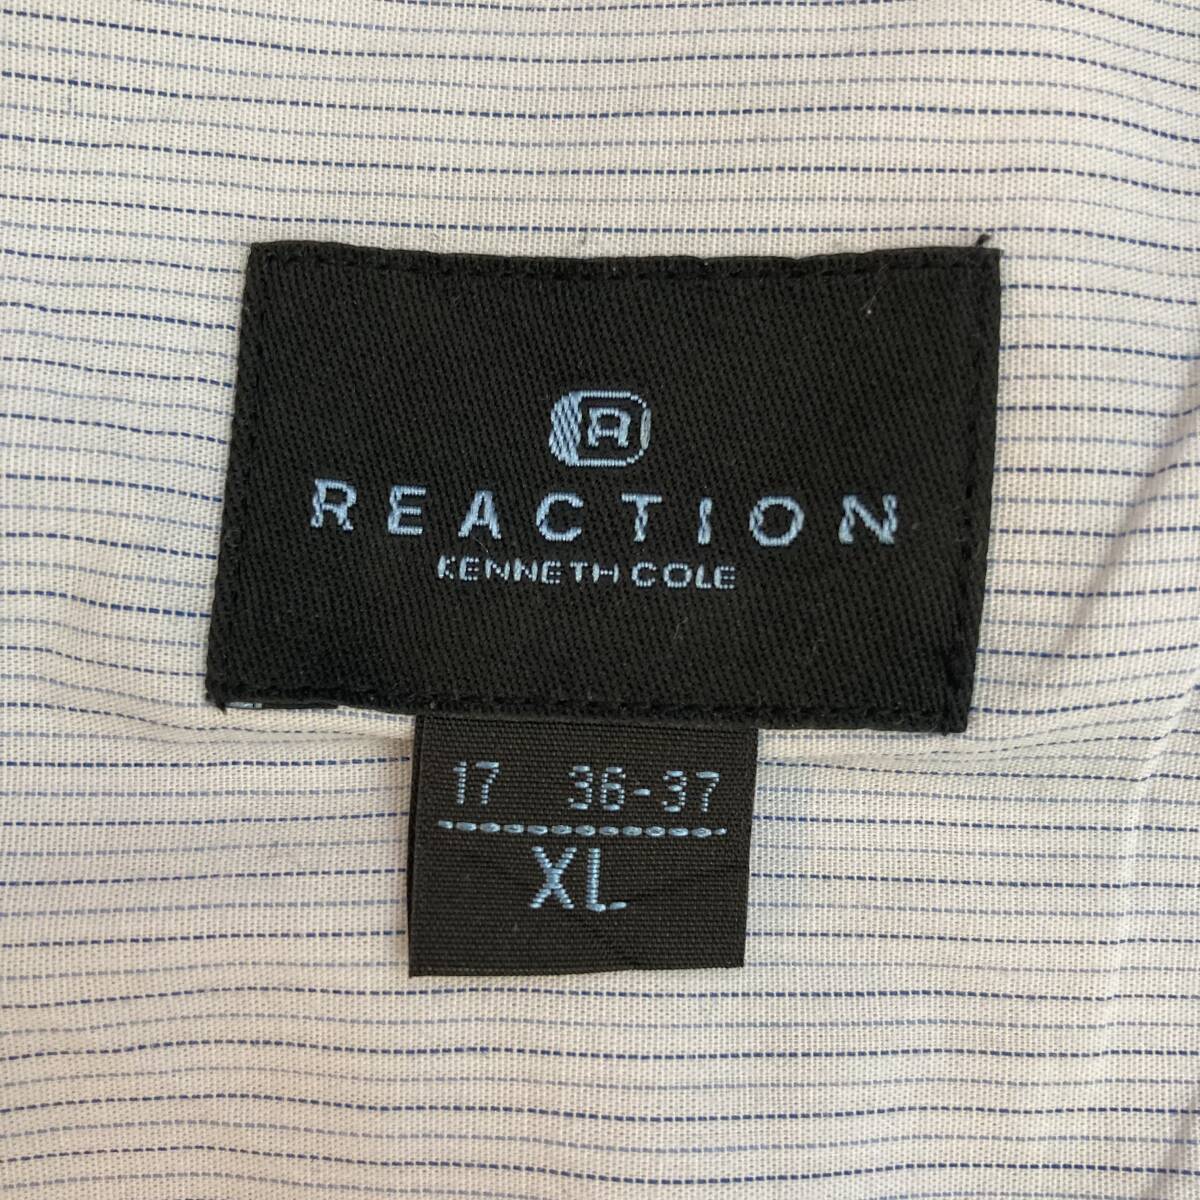 R
REACTION
KENNETH COLE
17 36-37
XL